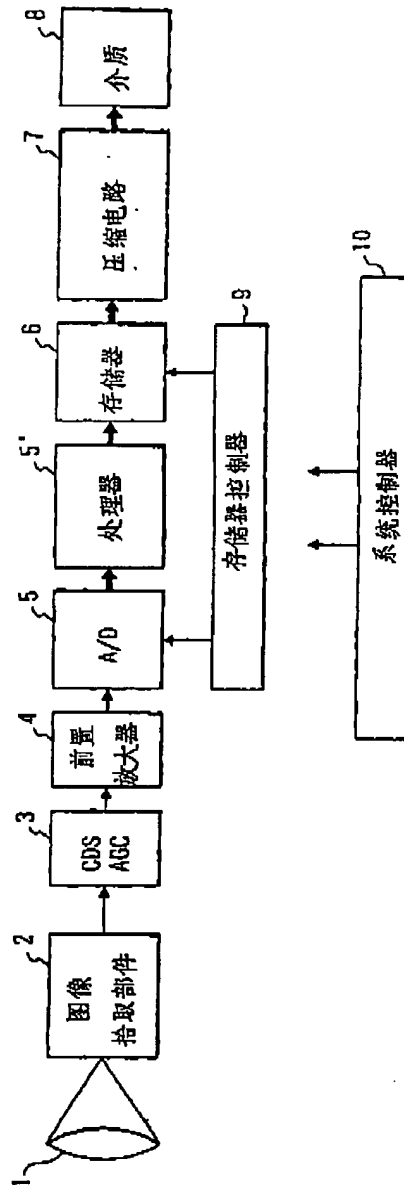 1
2
图像
拾取部件
3
CDS
AGC
4
前置
放大器
5
A/D
5"
处理器
6
存储器
7
压缩电路
8
介质
9
存储器控制器
10
系统控制器